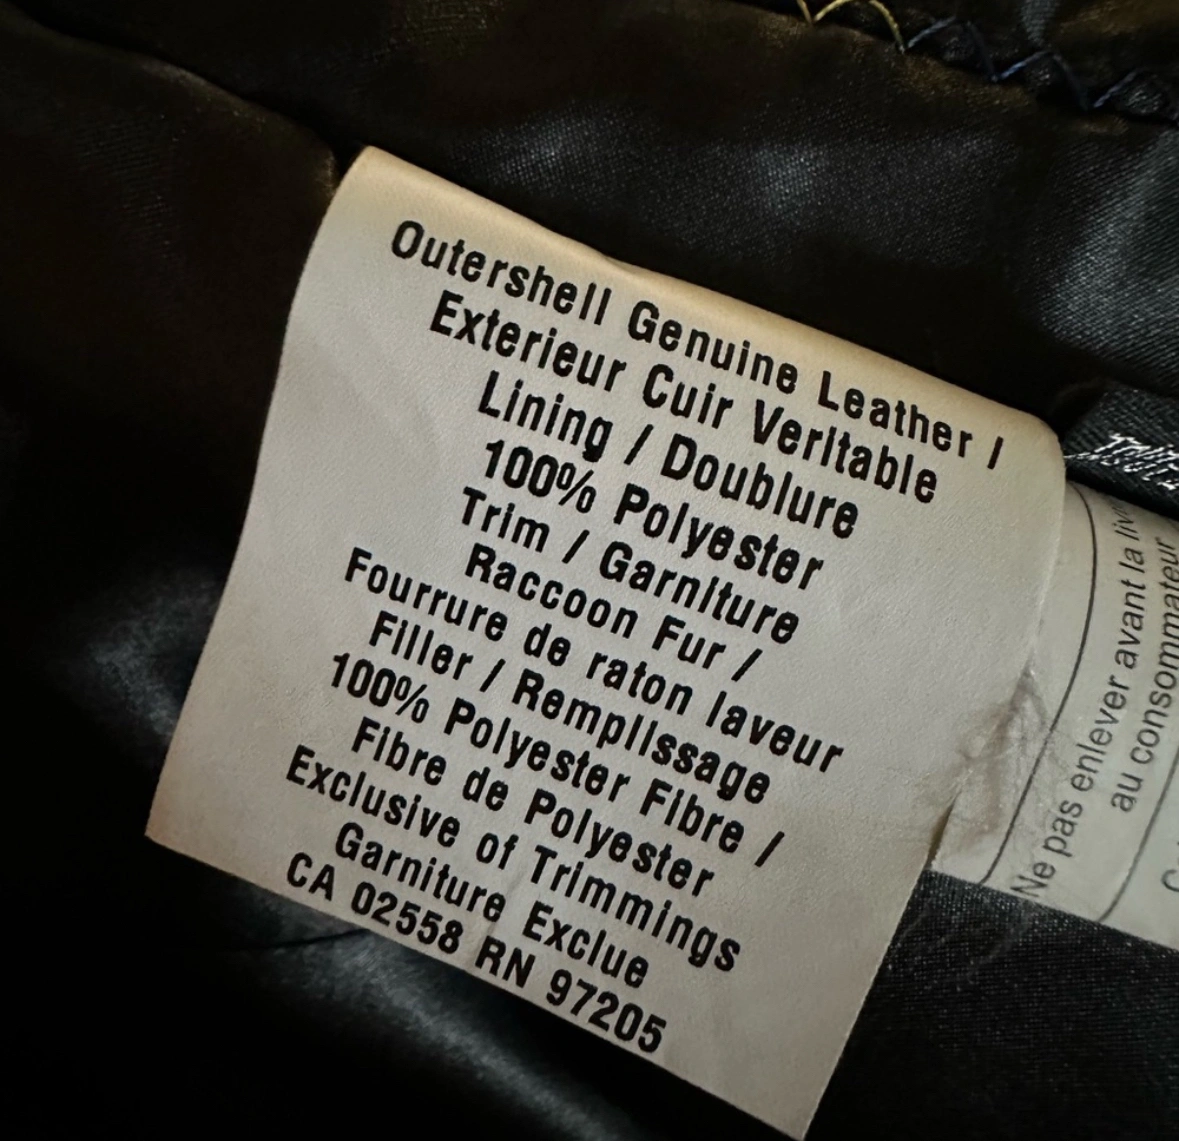 Outershell Genuine Leather /
Exterieur Cuir Veritable
Lining / Doublure
100% Polyester
Trim / Garniture
Raccoon Fur /
Fourrure de raton laveur
Filler / Remplissage
100% Polyester Fibre /
Fibre de Polyester
Exclusive of Trimmings
Garniture Exclue
CA 02558 RN 97205
Ne pas enlever avant la
au consommateur